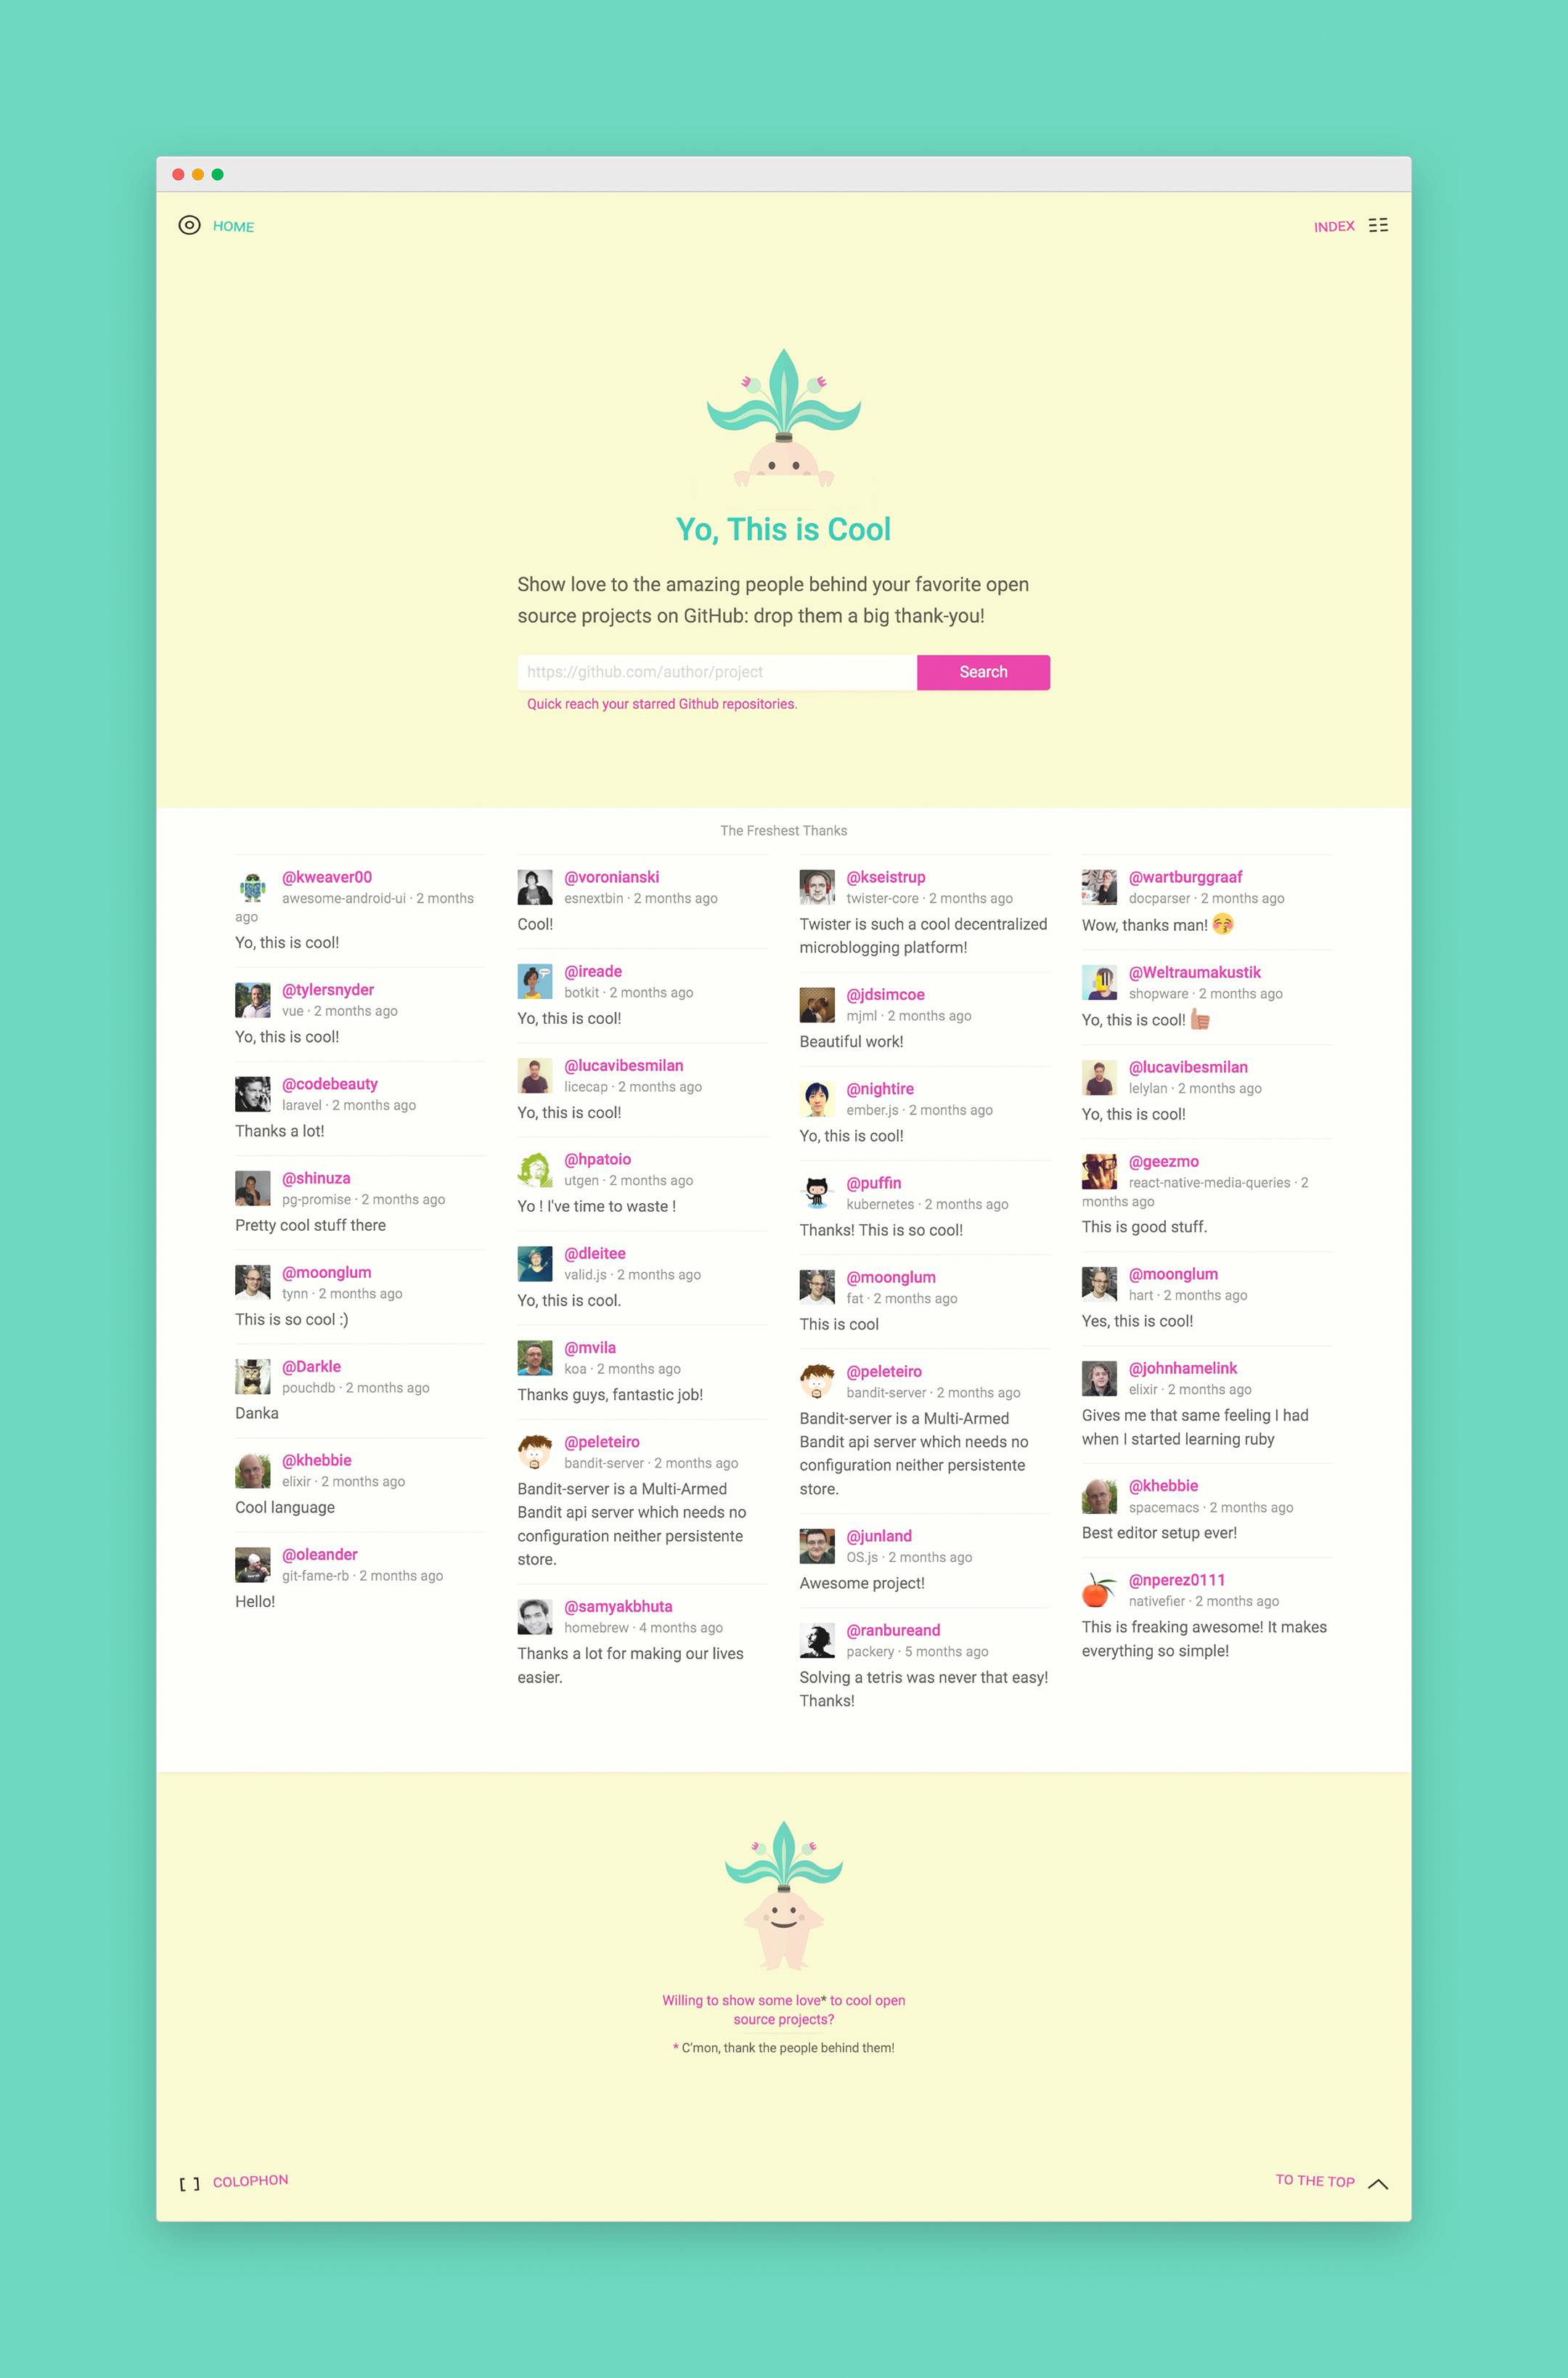 HOME
INDEX
Yo, This is Cool
Show love to the amazing people behind your favorite open
source projects on GitHub: drop them a big thank-you!
https://github.com/author/project
Search
Quick reach your starred Github repositories.
The Freshest Thanks
@kweaver00
awesome-android-ui · 2 months
ago
Yo, this is cool!
@tylersnyder
vue · 2 months ago
Yo, this is cool!
@codebeauty
laravel · 2 months ago
Thanks a lot!
@shinuza
pg-promise · 2 months ago
Pretty cool stuff there
@moonglum
tynn · 2 months ago
This is so cool :)
@Darkle
pouchdb · 2 months ago
Danka
@khebbie
elixir · 2 months ago
Cool language
@oleander
git-fame-rb · 2 months ago
Hello!
@voronianski
esnextbin · 2 months ago
Cool!
@ireade
botkit · 2 months ago
Yo, this is cool!
@lucavibesmilan
licecap · 2 months ago
Yo, this is cool!
@hpatoio
utgen · 2 months ago
Yo ! I've time to waste !
@dleitee
valid.js · 2 months ago
Yo, this is cool.
@mvila
koa · 2 months ago
Thanks guys, fantastic job!
@peleteiro
bandit-server · 2 months ago
Bandit-server is a Multi-Armed
Bandit api server which needs no
configuration neither persistente
store.
@samyakbhuta
homebrew · 4 months ago
Thanks a lot for making our lives
easier.
@kseistrup
twister-core · 2 months ago
Twister is such a cool decentralized
microblogging platform!
@jdsimcoe
mjml · 2 months ago
Beautiful work!
@nightire
ember.js · 2 months ago
Yo, this is cool!
@puffin
kubernetes · 2 months ago
Thanks! This is so cool!
@moonglum
fat · 2 months ago
This is cool
@peleteiro
bandit-server · 2 months ago
Bandit-server is a Multi-Armed
Bandit api server which needs no
configuration neither persistente
store.
@junland
OS.js · 2 months ago
Awesome project!
@ranbureand
packery · 5 months ago
Solving a tetris was never that easy!
Thanks!
@wartburggraaf
docparser · 2 months ago
Wow, thanks man! 😚
@Weltraumakustik
shopware · 2 months ago
Yo, this is cool! 👍
@lucavibesmilan
lelylan · 2 months ago
Yo, this is cool!
@geezmo
react-native-media-queries · 2
months ago
This is good stuff.
@moonglum
hart · 2 months ago
Yes, this is cool!
@johnhamelink
elixir · 2 months ago
Gives me that same feeling I had
when I started learning ruby
@khebbie
spacemacs · 2 months ago
Best editor setup ever!
@nperez0111
nativefier · 2 months ago
This is freaking awesome! It makes
everything so simple!
Willing to show some love* to cool open
source projects?
* C'mon, thank the people behind them!
[ ] COLOPHON
TO THE TOP